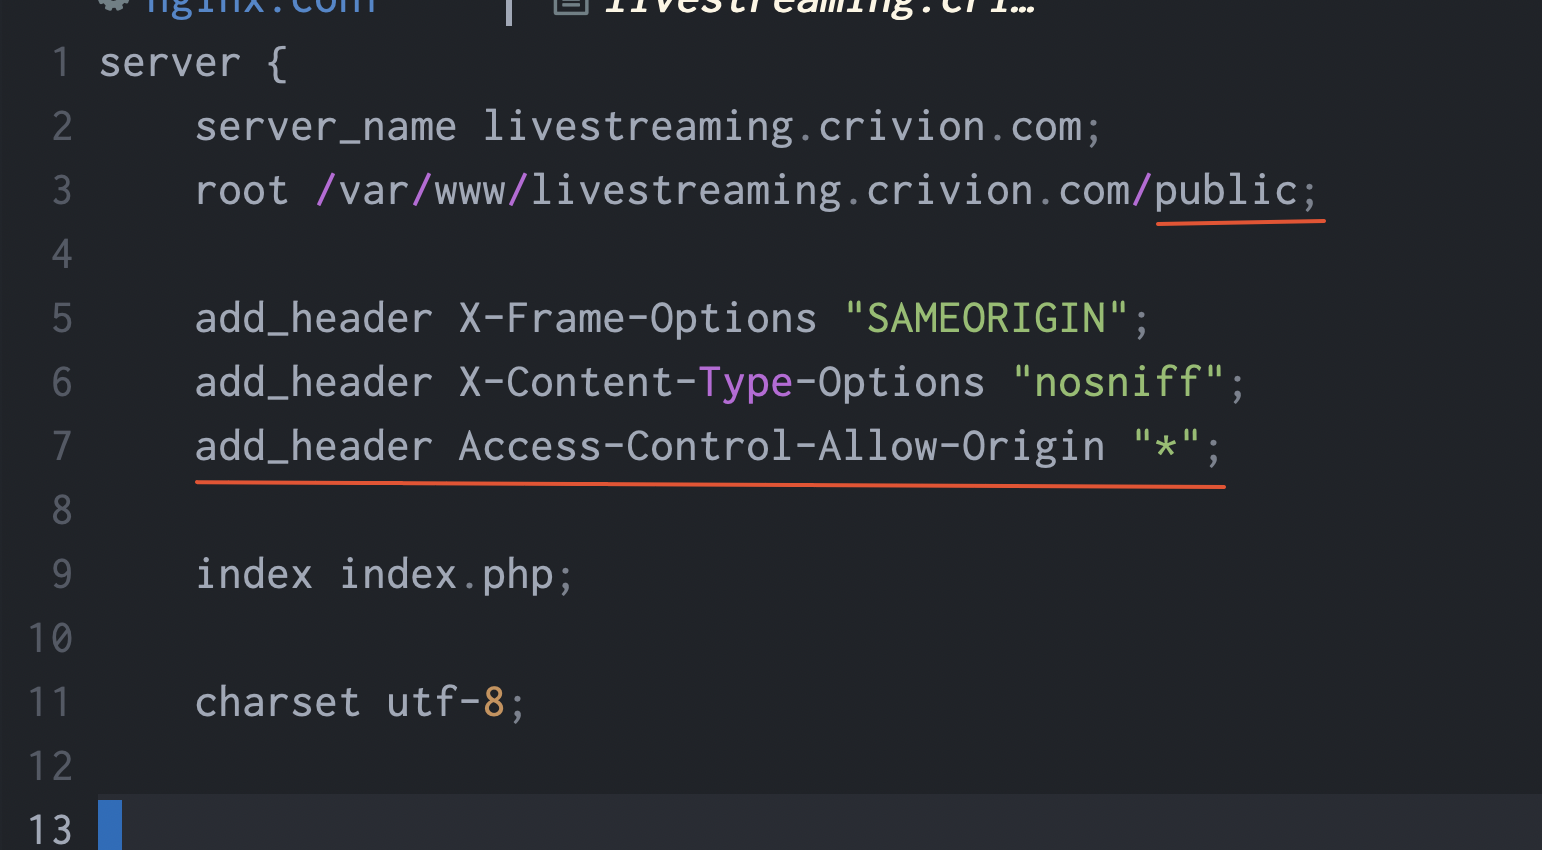 nginx.conf livestreaming.cri…
1 server {
2 server_name livestreaming.crivion.com;
3 root /var/www/livestreaming.crivion.com/public;
4
5 add_header X-Frame-Options "SAMEORIGIN";
6 add_header X-Content-Type-Options "nosniff";
7 add_header Access-Control-Allow-Origin "*";
8
9 index index.php;
10
11 charset utf-8;
12
13